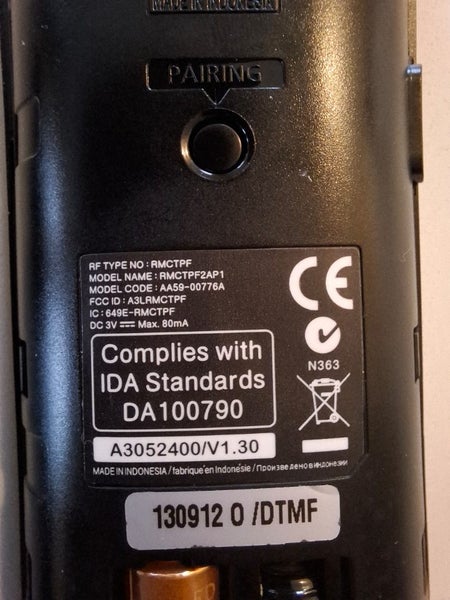 MADE IN INDONESIA
PAIRING
RF TYPE NO : RMCTPF
MODEL NAME : RMCTPF2AP1
MODEL CODE : AA59-00776A
FCC ID : A3LRMCTPF
IC : 649E-RMCTPF
DC 3V Max. 80mA
CE
N363
Complies with
IDA Standards
DA100790
A3052400/V1.30
MADE IN INDONESIA / fabriqué en Indonésie / Произведено в индонезии
130912 0 /DTMF